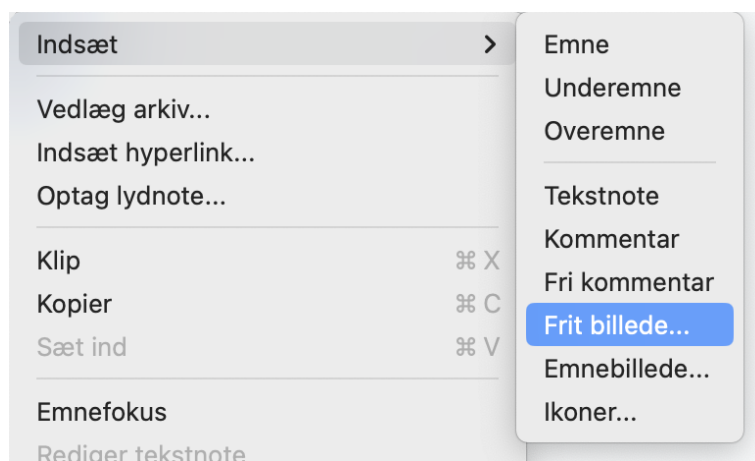 Indsæt
Vedlæg arkiv...
Indsæt hyperlink...
Optag lydnote...
Klip ⌘ X
Kopier ⌘ C
Sæt ind ⌘ V
Emnefokus
Rediger tekstnote
Emne
Underemne
Overemne
Tekstnote
Kommentar
Fri kommentar
Frit billede...
Emnebillede...
Ikoner...